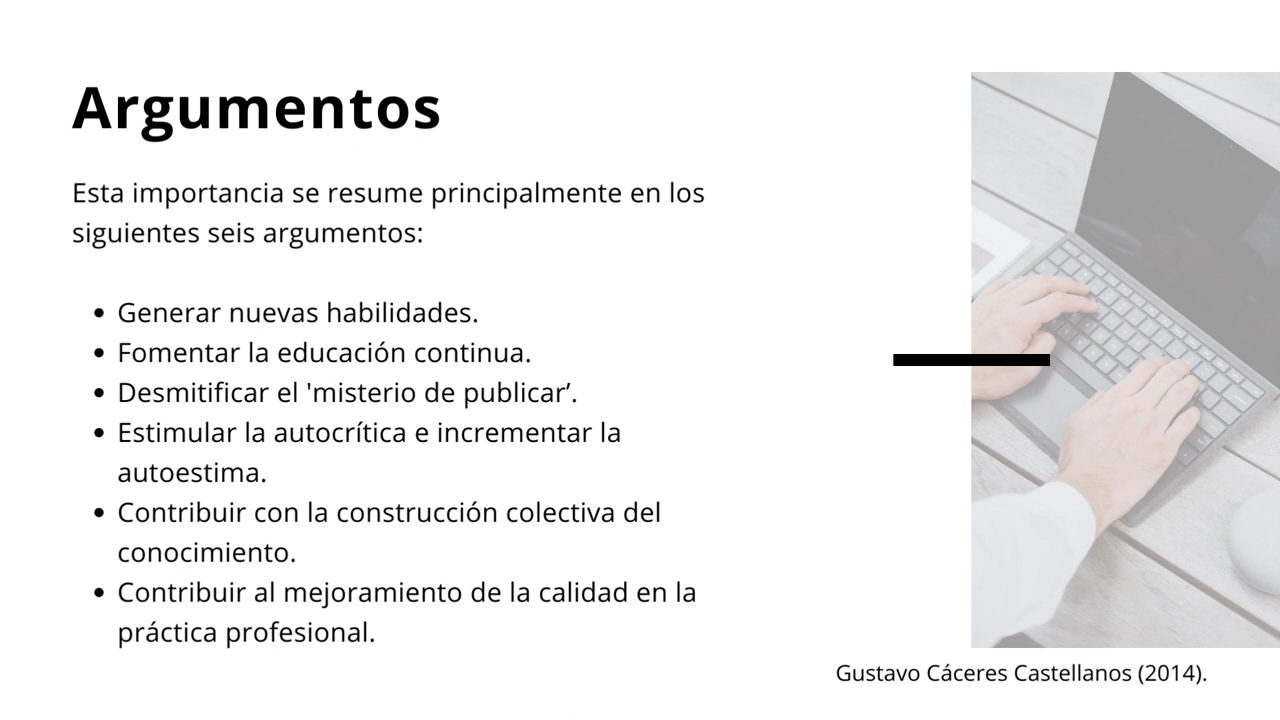 Argumentos
Esta importancia se resume principalmente en los
siguientes seis argumentos:
• Generar nuevas habilidades.
• Fomentar la educación continua.
• Desmitificar el 'misterio de publicar’.
• Estimular la autocrítica e incrementar la
autoestima.
• Contribuir con la construcción colectiva del
conocimiento.
• Contribuir al mejoramiento de la calidad en la
práctica profesional.
Gustavo Cáceres Castellanos (2014).